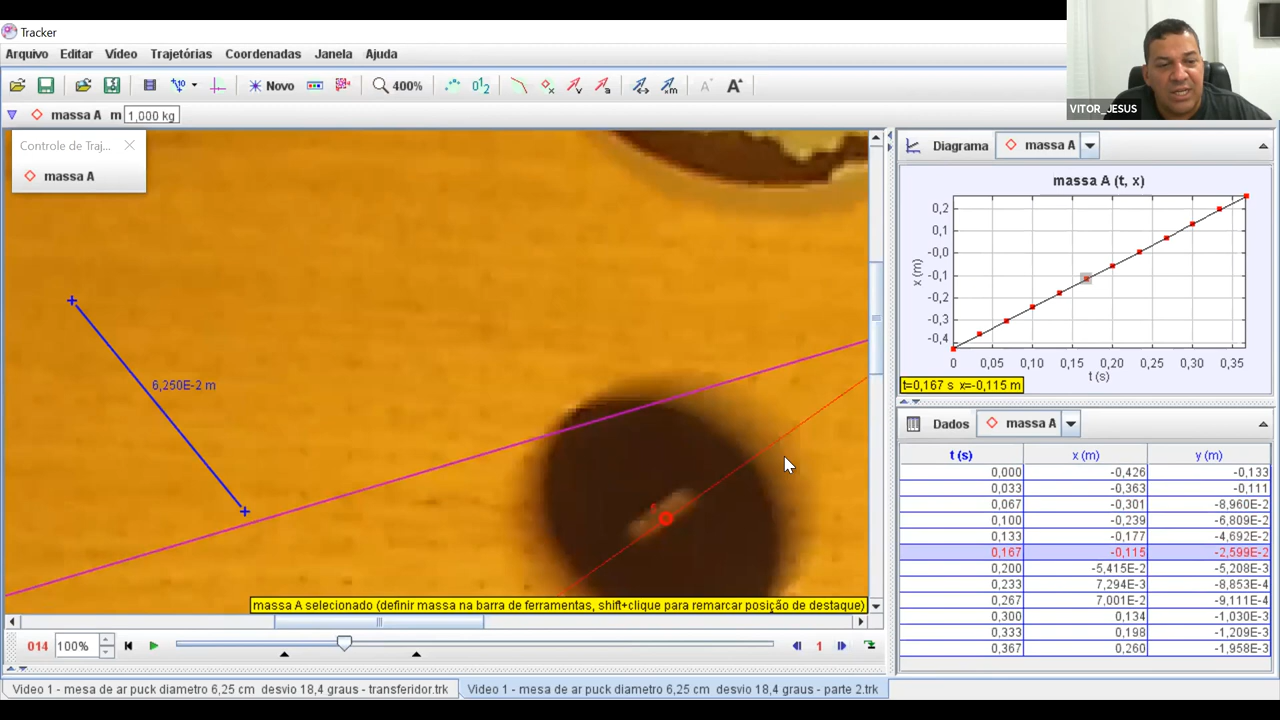 Tracker
Arquivo Editar Vídeo Trajetórias Coordenadas Janela Ajuda
Novo 400%
massa A m 1,000 kg
VITOR_JESUS
Controle de Traj...
massa A
6,250E-2 m
massa A selecionado (definir massa na barra de ferramentas, shift+clique para remarcar posição de destaque)
014 100% 1
Video 1 - mesa de ar puck diametro 6,25 cm desvio 18,4 graus - transferidor.trk
Video 1 - mesa de ar puck diametro 6,25 cm desvio 18,4 graus - parte 2.trk
Diagrama massa A
massa A (t, x)
x (m)
0,2
0,1
-0,0
-0,1
-0,2
-0,3
-0,4
0 0,05 0,10 0,15 0,20 0,25 0,30 0,35
t (s)
t=0,167 s x=-0,115 m
Dados massa A
t (s) x (m) y (m)
0,000 -0,426 -0,133
0,033 -0,363 -0,111
0,067 -0,301 -8,960E-2
0,100 -0,239 -6,809E-2
0,133 -0,177 -4,692E-2
0,167 -0,115 -2,599E-2
0,200 -5,415E-2 -5,208E-3
0,233 7,294E-3 -8,853E-4
0,267 7,001E-2 -9,111E-4
0,300 0,134 -1,030E-3
0,333 0,198 -1,209E-3
0,367 0,260 -1,958E-3